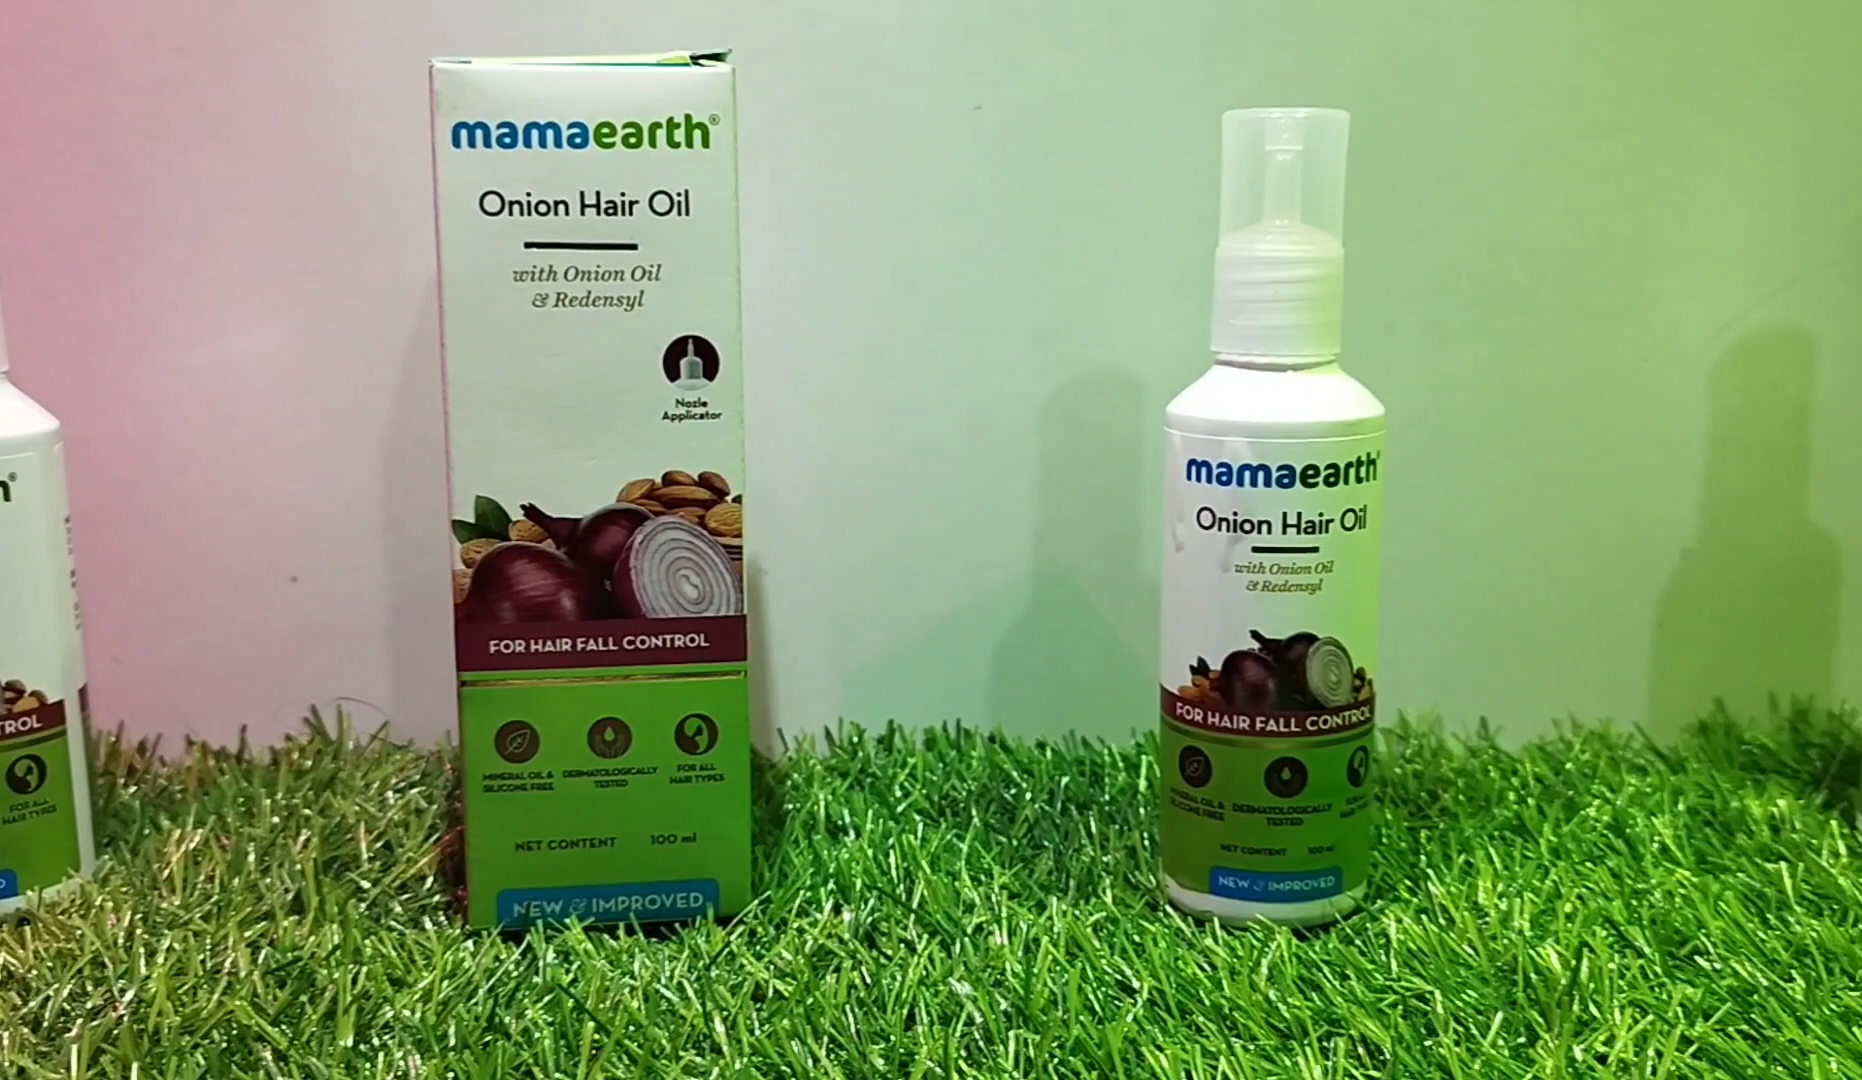 mamaearth®
Onion Hair Oil
with Onion Oil
& Redensyl
Nozle
Applicator
FOR HAIR FALL CONTROL
MINERAL OIL &
SILICONE FREE
DERMATOLOGICALLY
TESTED
FOR ALL
HAIR TYPES
NET CONTENT 100 ml
NEW & IMPROVED
mamaearth®
Onion Hair Oil
with Onion Oil
& Redensyl
FOR HAIR FALL CONTROL
MINERAL OIL &
SILICONE FREE
DERMATOLOGICALLY
TESTED
NET CONTENT 100 ml
NEW & IMPROVED
FOR ALL
HAIR TYPES